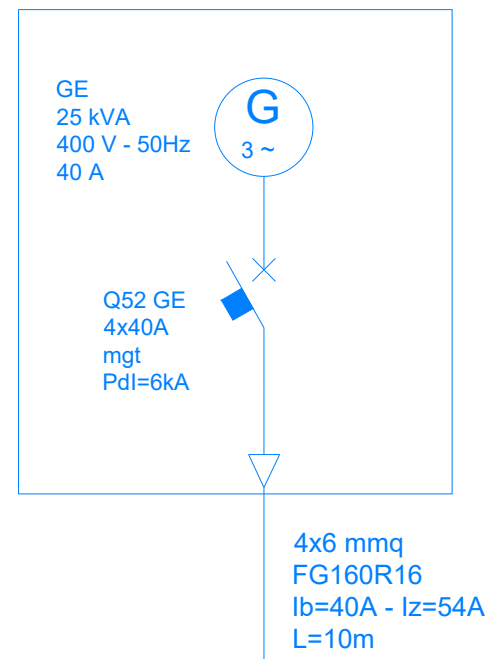 GE
25 kVA
400 V - 50Hz
40 A
G
3 ~
Q52 GE
4x40A
mgt
PdI=6kA
4x6 mmq
FG16OR16
Ib=40A - Iz=54A
L=10m